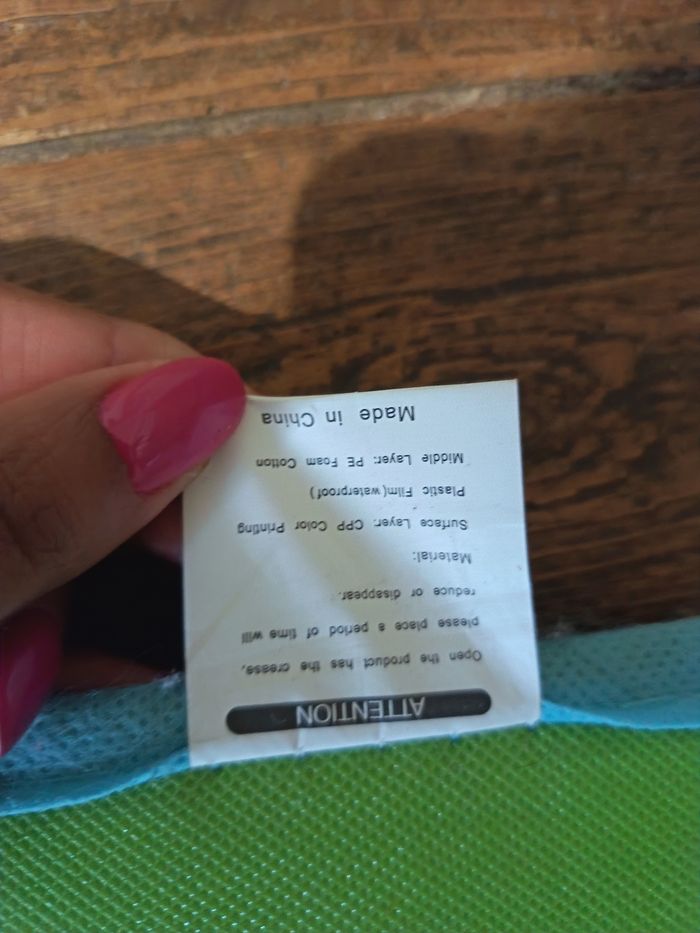 ATTENTION
Open the product has the crease,
please place a period of time will
reduce or disappear.
Material:
Surface Layer: CPP Color Printing
Plastic Film(waterproof)
Middle Layer: PE Foam Cotton
Made in China